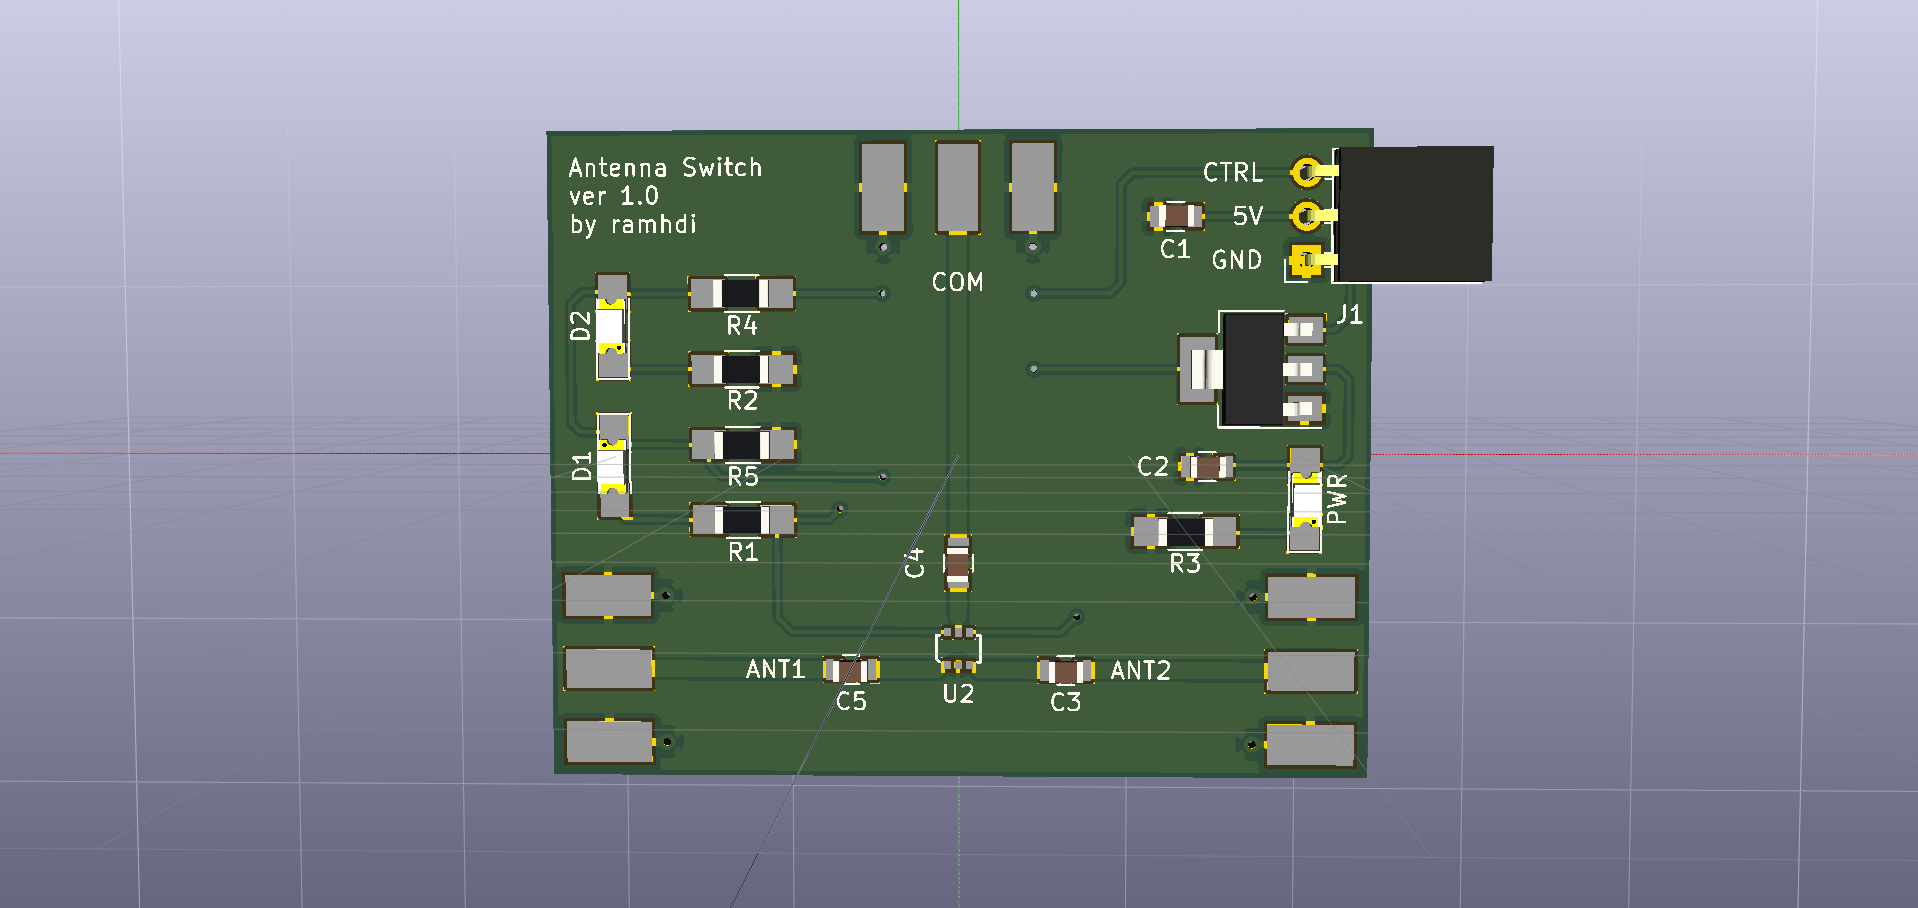 Antenna Switch
ver 1.0
by ramhdi
CTRL
5V
C1
GND
COM
J1
D2
R4
R2
D1
R5
C2
PWR
R1
C4
R3
ANT1
ANT2
C5
U2
C3